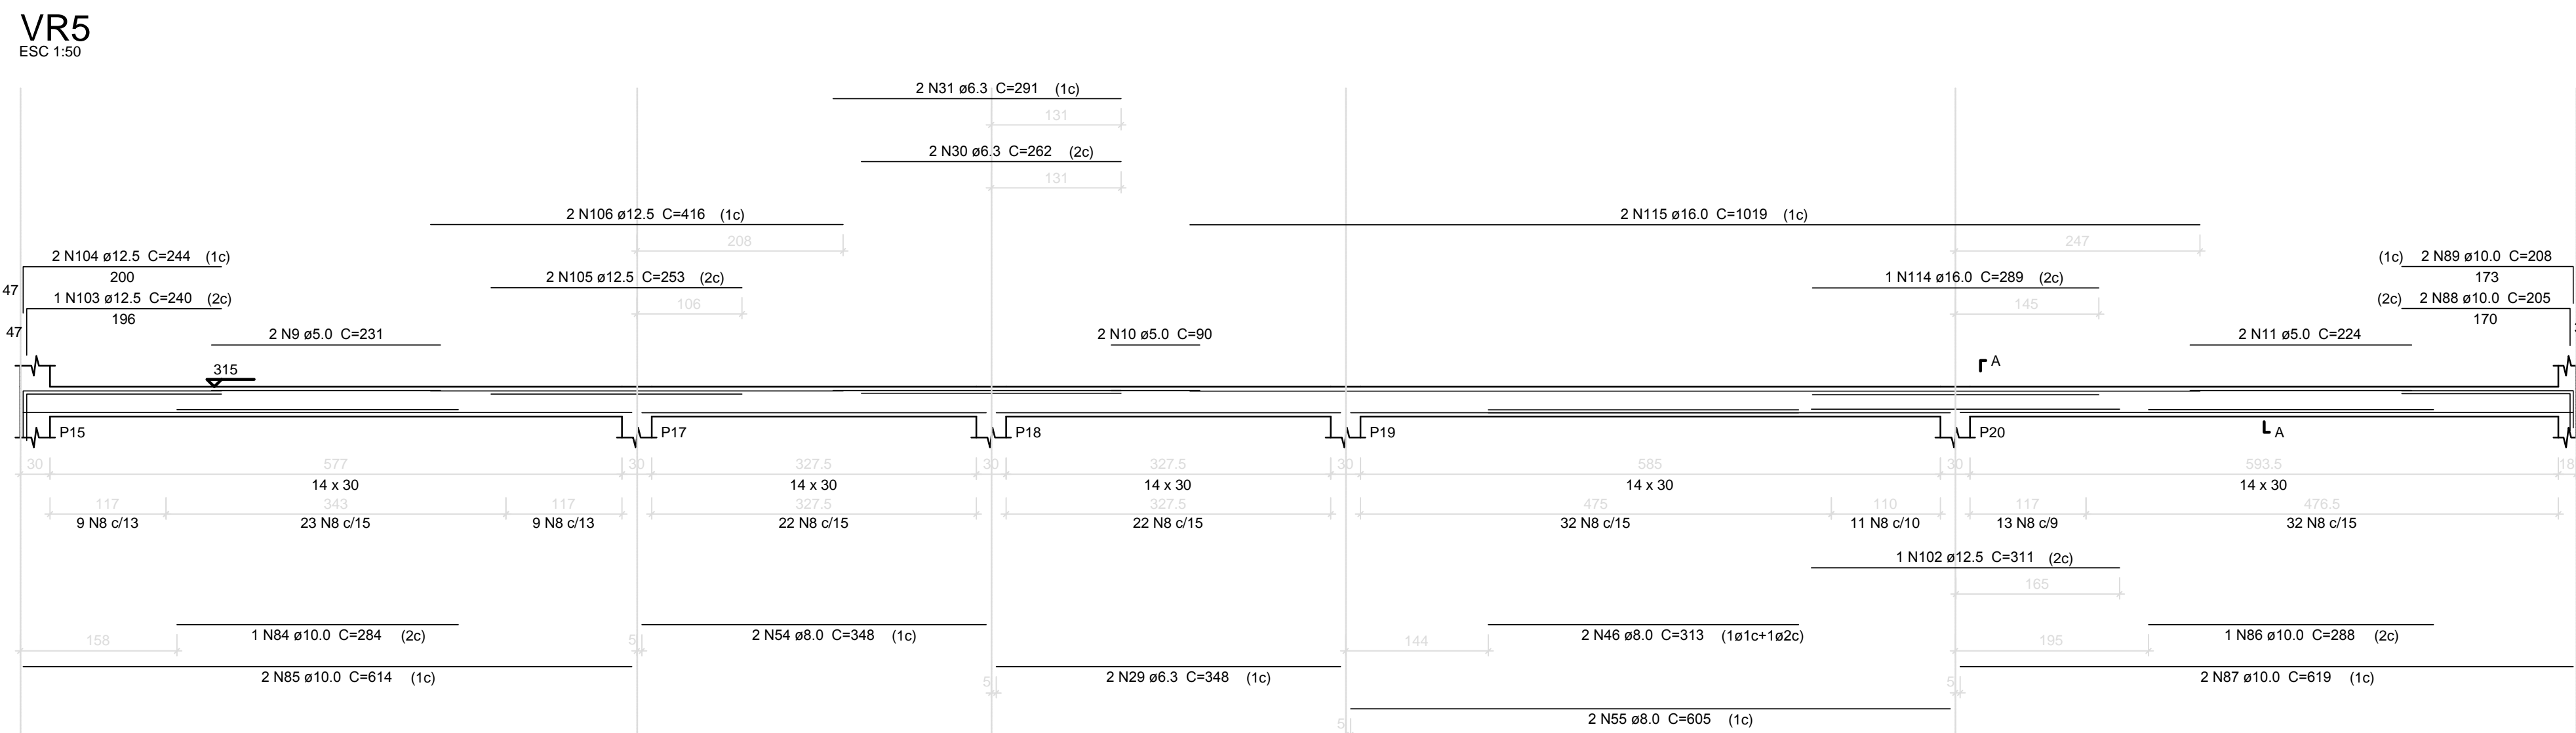 VR5
ESC 1:50
2 N31 ø6.3 C=291 (1c)
131
2 N30 ø6.3 C=262 (2c)
131
2 N106 ø12.5 C=416 (1c)
208
2 N115 ø16.0 C=1019 (1c)
247
2 N104 ø12.5 C=244 (1c)
200
47
2 N105 ø12.5 C=253 (2c)
106
1 N114 ø16.0 C=289 (2c)
145
(1c) 2 N89 ø10.0 C=208
173
1 N103 ø12.5 C=240 (2c)
196
47
(2c) 2 N88 ø10.0 C=205
170
2 N9 ø5.0 C=231
2 N10 ø5.0 C=90
2 N11 ø5.0 C=224
315
A
P15 P17 P18 P19 P20 A
30 577 30 327.5 30 327.5 30 585 30 593.5 18
14 x 30 14 x 30 14 x 30 14 x 30 14 x 30
117 343 117 327.5 327.5 475 110 117 476.5
9 N8 c/13 23 N8 c/15 9 N8 c/13 22 N8 c/15 22 N8 c/15 32 N8 c/15 11 N8 c/10 13 N8 c/9 32 N8 c/15
1 N102 ø12.5 C=311 (2c)
165
1 N84 ø10.0 C=284 (2c)
158
2 N54 ø8.0 C=348 (1c)
5
2 N46 ø8.0 C=313 (1ø1c+1ø2c)
144
1 N86 ø10.0 C=288 (2c)
195
2 N85 ø10.0 C=614 (1c)
2 N29 ø6.3 C=348 (1c)
5
2 N87 ø10.0 C=619 (1c)
5
2 N55 ø8.0 C=605 (1c)
5